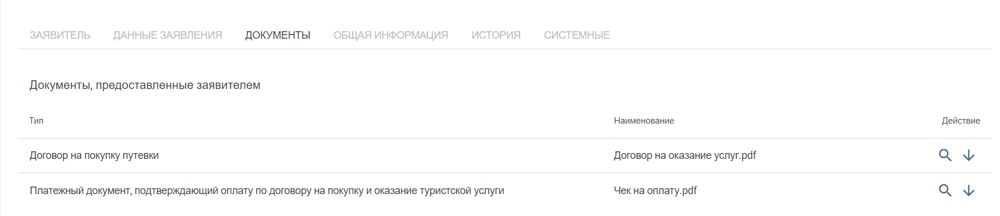 ЗАЯВИТЕЛЬ ДАННЫЕ ЗАЯВЛЕНИЯ ДОКУМЕНТЫ ОБЩАЯ ИНФОРМАЦИЯ ИСТОРИЯ СИСТЕМНЫЕ
Документы, предоставленные заявителем
Тип Наименование Действие
Договор на покупку путевки Договор на оказание услуг.pdf
Платежный документ, подтверждающий оплату по договору на покупку и оказание туристской услуги Чек на оплату.pdf